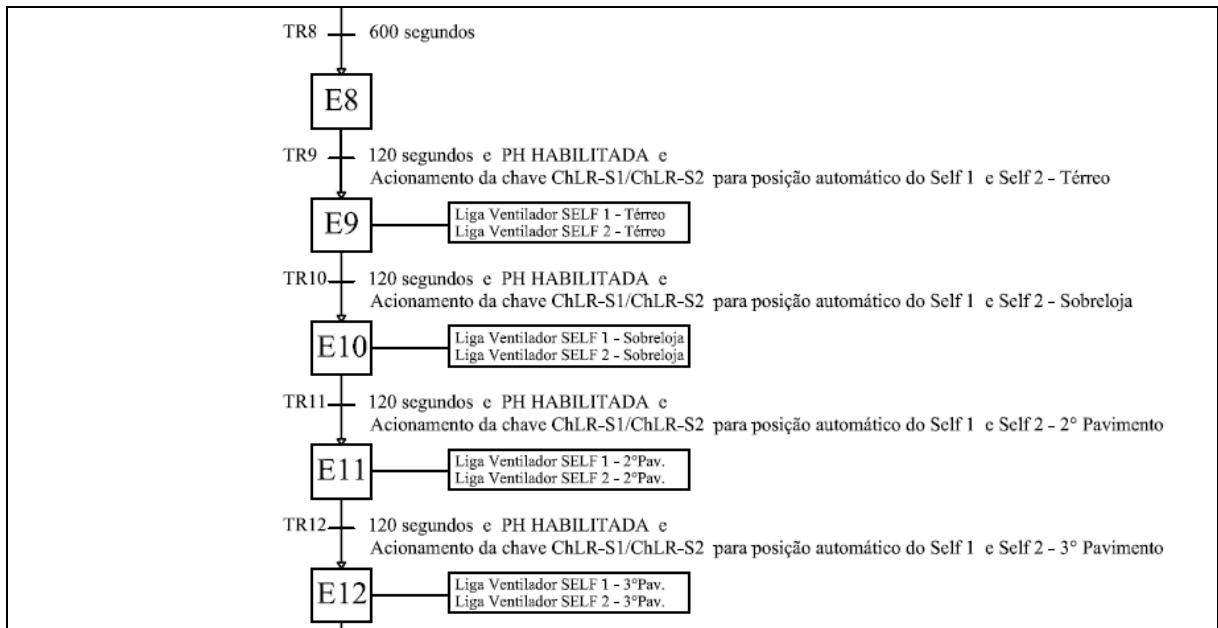 TR8 600 segundos
E8
TR9 120 segundos e PH HABILITADA e
Acionamento da chave ChLR-S1/ChLR-S2 para posição automático do Self 1 e Self 2 - Térreo
E9
Liga Ventilador SELF 1 - Térreo
Liga Ventilador SELF 2 - Térreo
TR10 120 segundos e PH HABILITADA e
Acionamento da chave ChLR-S1/ChLR-S2 para posição automático do Self 1 e Self 2 - Sobreloja
E10
Liga Ventilador SELF 1 - Sobreloja
Liga Ventilador SELF 2 - Sobreloja
TR11 120 segundos e PH HABILITADA e
Acionamento da chave ChLR-S1/ChLR-S2 para posição automático do Self 1 e Self 2 - 2° Pavimento
E11
Liga Ventilador SELF 1 - 2°Pav.
Liga Ventilador SELF 2 - 2°Pav.
TR12 120 segundos e PH HABILITADA e
Acionamento da chave ChLR-S1/ChLR-S2 para posição automático do Self 1 e Self 2 - 3° Pavimento
E12
Liga Ventilador SELF 1 - 3°Pav.
Liga Ventilador SELF 2 - 3°Pav.